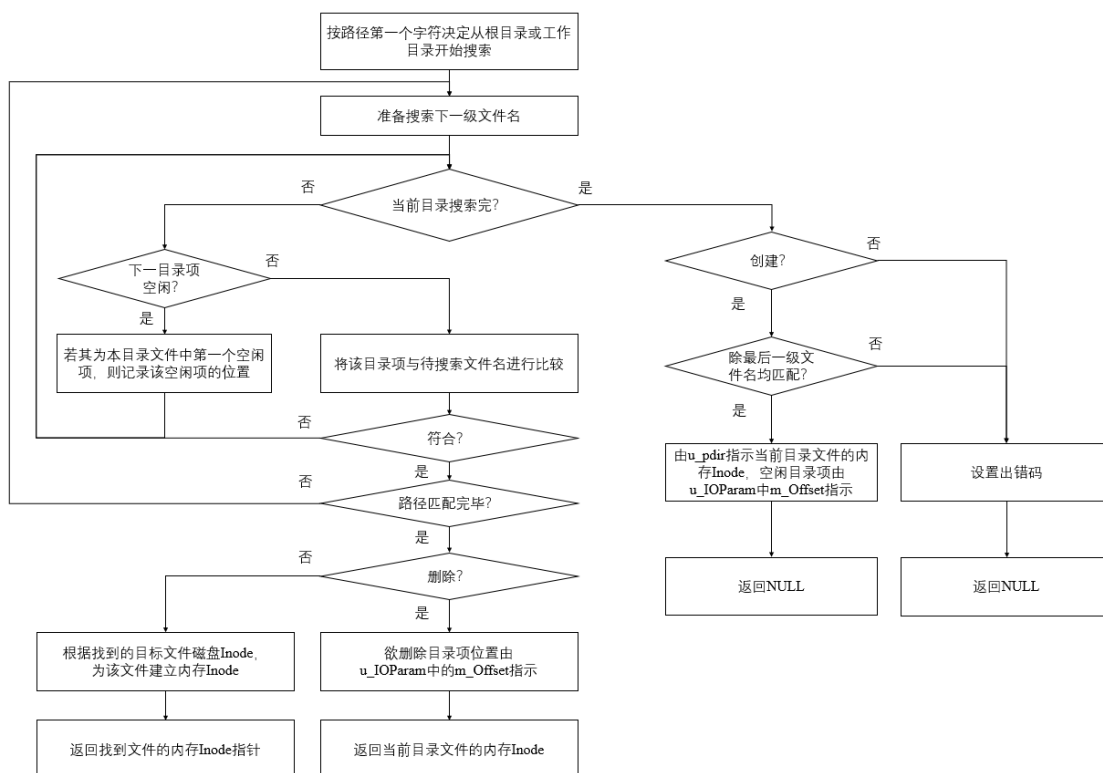 按路径第一个字符决定从根目录或工作
目录开始搜索
准备搜索下一级文件名
否
当前目录搜索完?
是
下一目录项
空闲?
否
是
创建?
否
是
若其为本目录文件中第一个空闲
项，则记录该空闲项的位置
将该目录项与待搜索文件名进行比较
除最后一级文
件名均匹配?
否
是
否
符合?
是
由u_pdir指示当前目录文件的内
存Inode，空闲目录项由
u_IOParam中m_Offset指示
设置出错码
否
路径匹配完毕?
是
否
删除?
是
返回NULL
返回NULL
根据找到的目标文件磁盘Inode，
为该文件建立内存Inode
欲删除目录项位置由
u_IOParam中的m_Offset指示
返回找到文件的内存Inode指针
返回当前目录文件的内存Inode